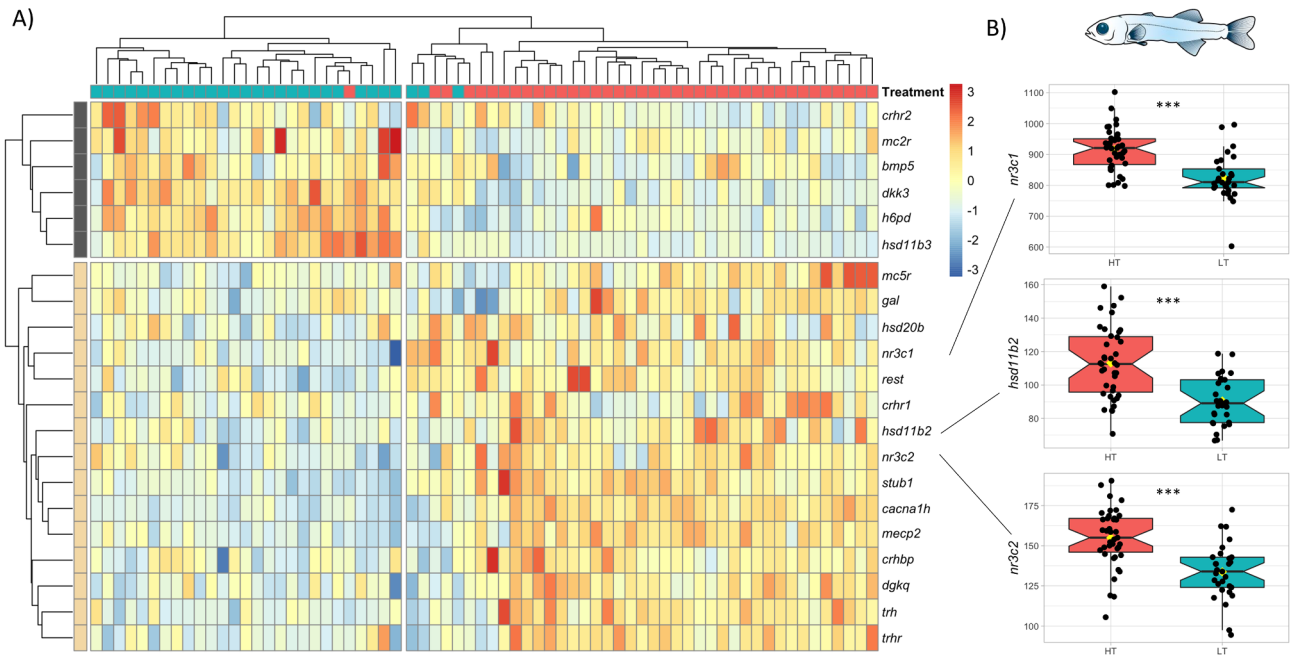 A)
B)
Treatment
crhr2
mc2r
bmp5
dkk3
h6pd
hsd11b3
mc5r
gal
hsd20b
nr3c1
rest
crhr1
hsd11b2
nr3c2
stub1
cacna1h
mecp2
crhbp
dgkq
trh
trhr
3
2
1
0
-1
-2
-3
nr3c1
1100
1000
900
800
700
600
***
HT
LT
hsd11b2
160
140
120
100
80
***
HT
LT
nr3c2
175
150
125
100
***
HT
LT